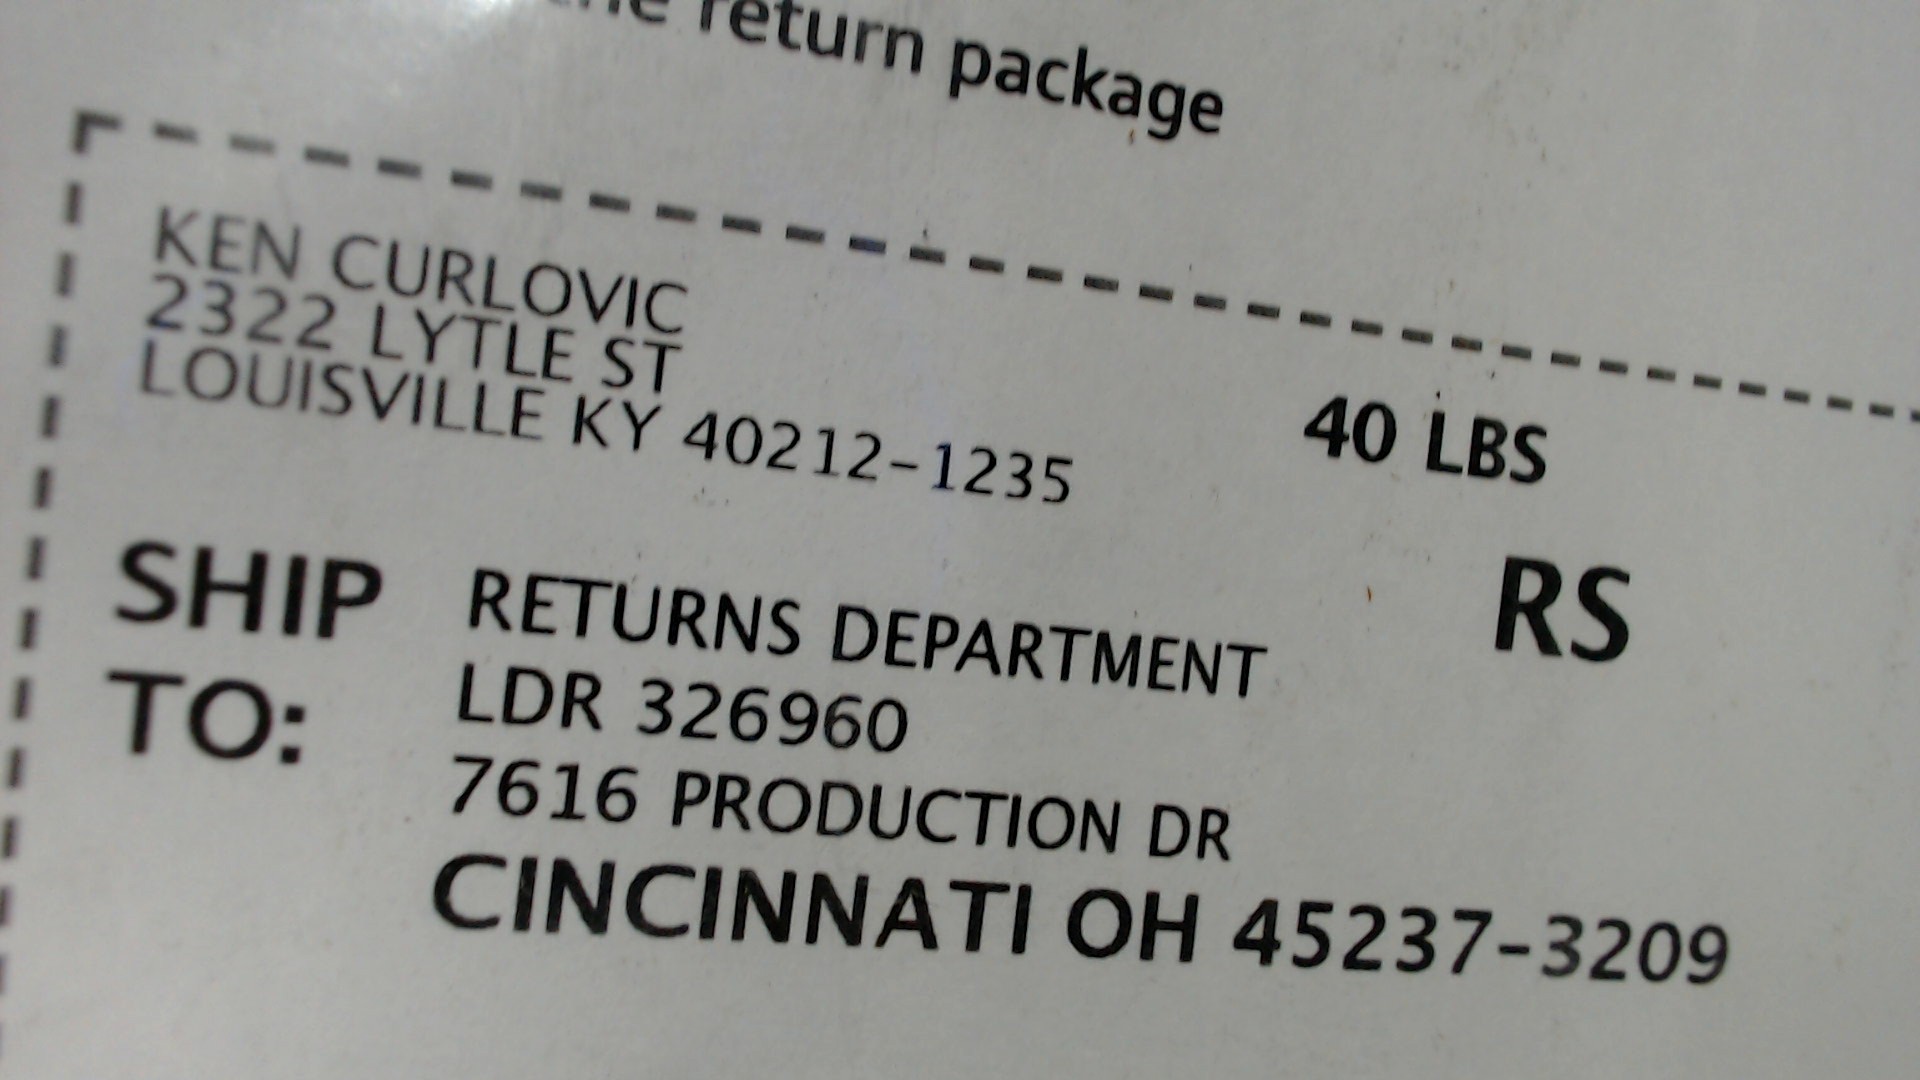 the return package
KEN CURLOVIC
2322 LYTLE ST
LOUISVILLE KY 40212-1235
40 LBS
RS
SHIP TO:
RETURNS DEPARTMENT
LDR 326960
7616 PRODUCTION DR
CINCINNATI OH 45237-3209